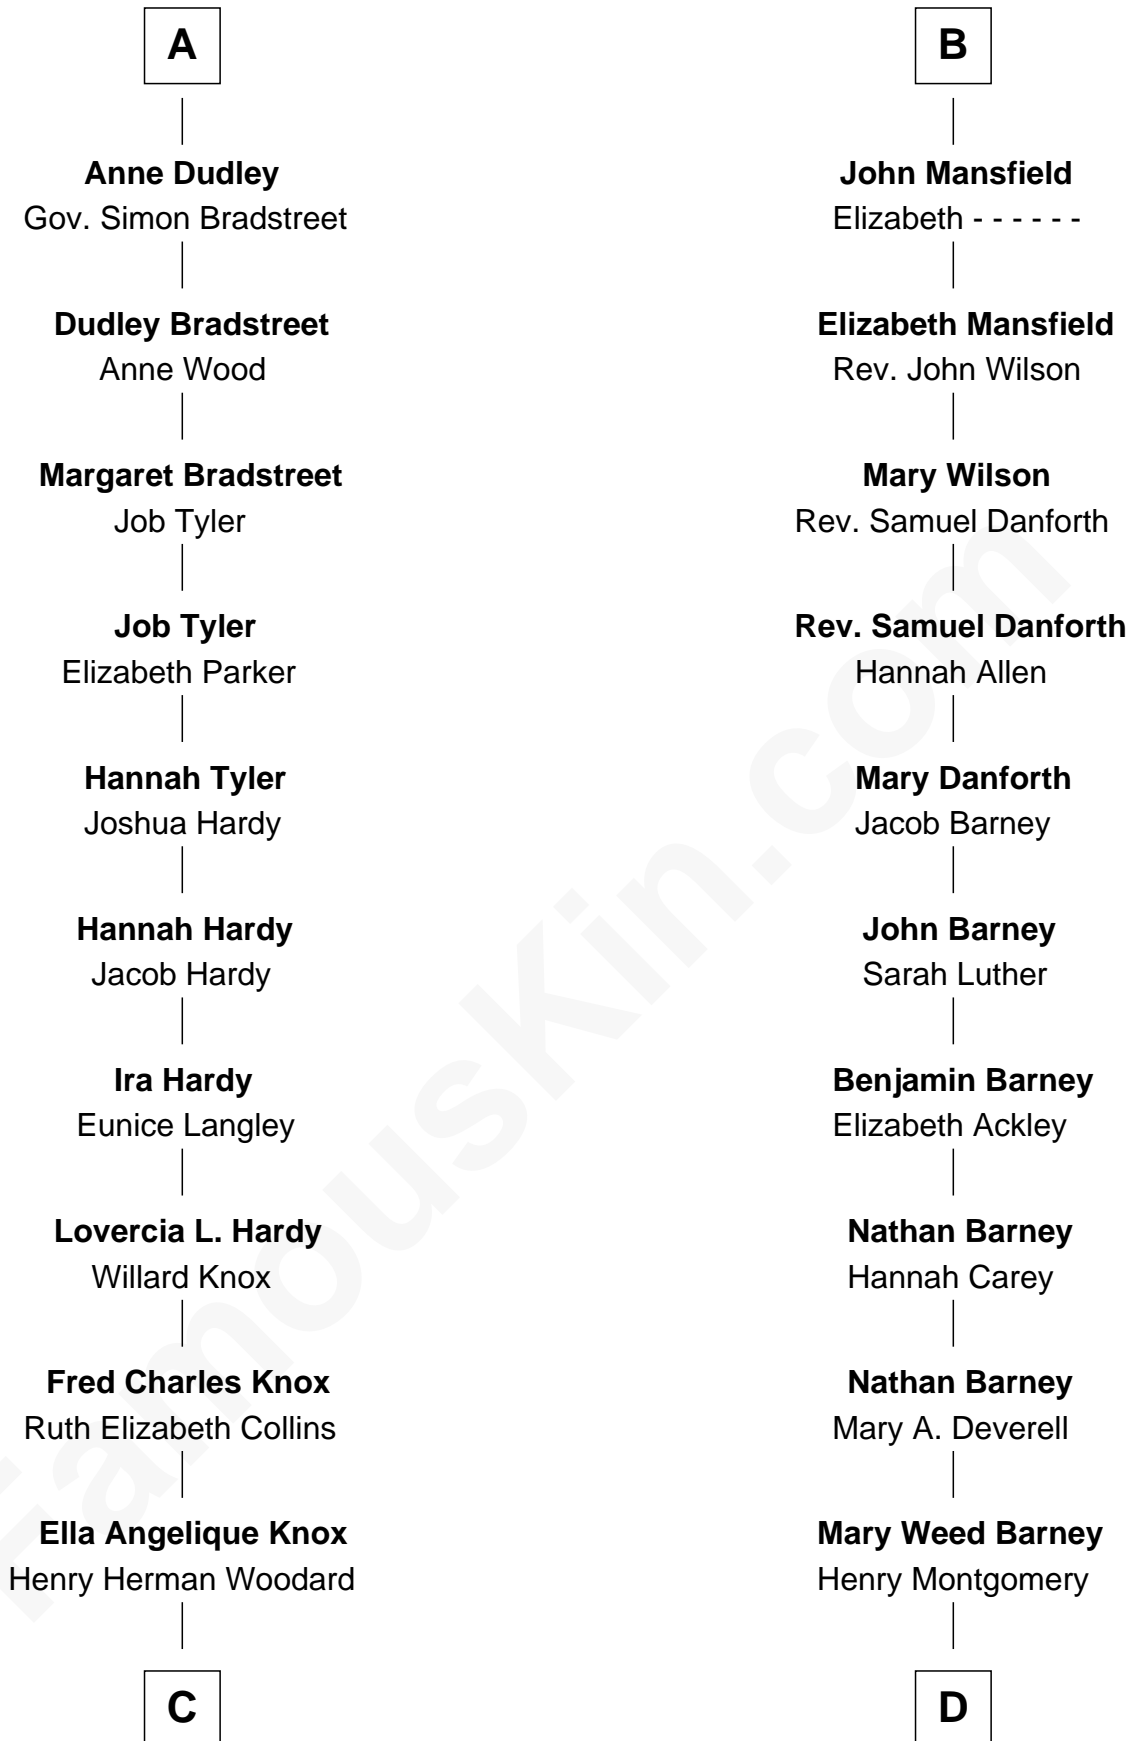 A
Anne Dudley
Gov. Simon Bradstreet
Dudley Bradstreet
Anne Wood
Margaret Bradstreet
Job Tyler
Job Tyler
Elizabeth Parker
Hannah Tyler
Joshua Hardy
Hannah Hardy
Jacob Hardy
Ira Hardy
Eunice Langley
Lovercia L. Hardy
Willard Knox
Fred Charles Knox
Ruth Elizabeth Collins
Ella Angelique Knox
Henry Herman Woodard
C
B
John Mansfield
Elizabeth - - - - - -
Elizabeth Mansfield
Rev. John Wilson
Mary Wilson
Rev. Samuel Danforth
Rev. Samuel Danforth
Hannah Allen
Mary Danforth
Jacob Barney
John Barney
Sarah Luther
Benjamin Barney
Elizabeth Ackley
Nathan Barney
Hannah Carey
Nathan Barney
Mary A. Deverell
Mary Weed Barney
Henry Montgomery
D
FamousKin.com